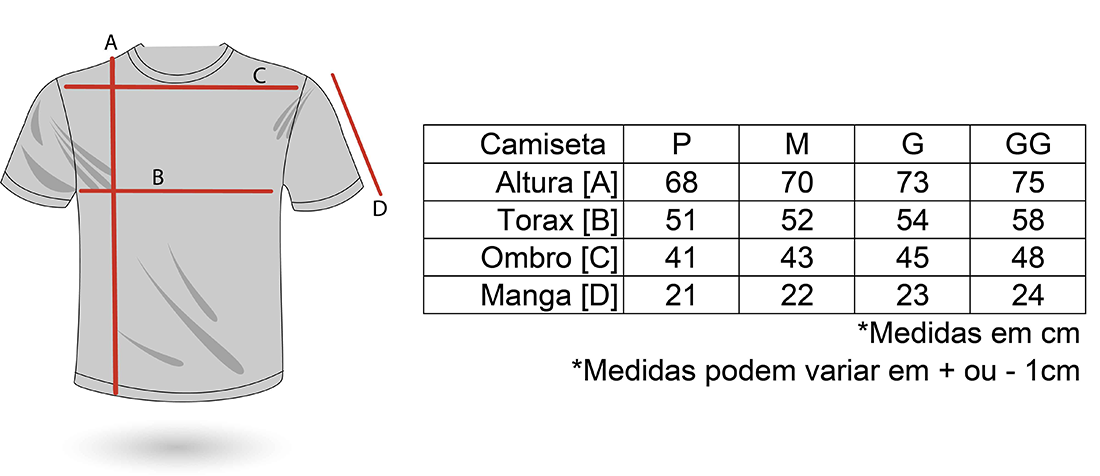 A
C
B
D
Camiseta P M G GG
Altura [A] 68 70 73 75
Torax [B] 51 52 54 58
Ombro [C] 41 43 45 48
Manga [D] 21 22 23 24
*Medidas em cm
*Medidas podem variar em + ou - 1cm